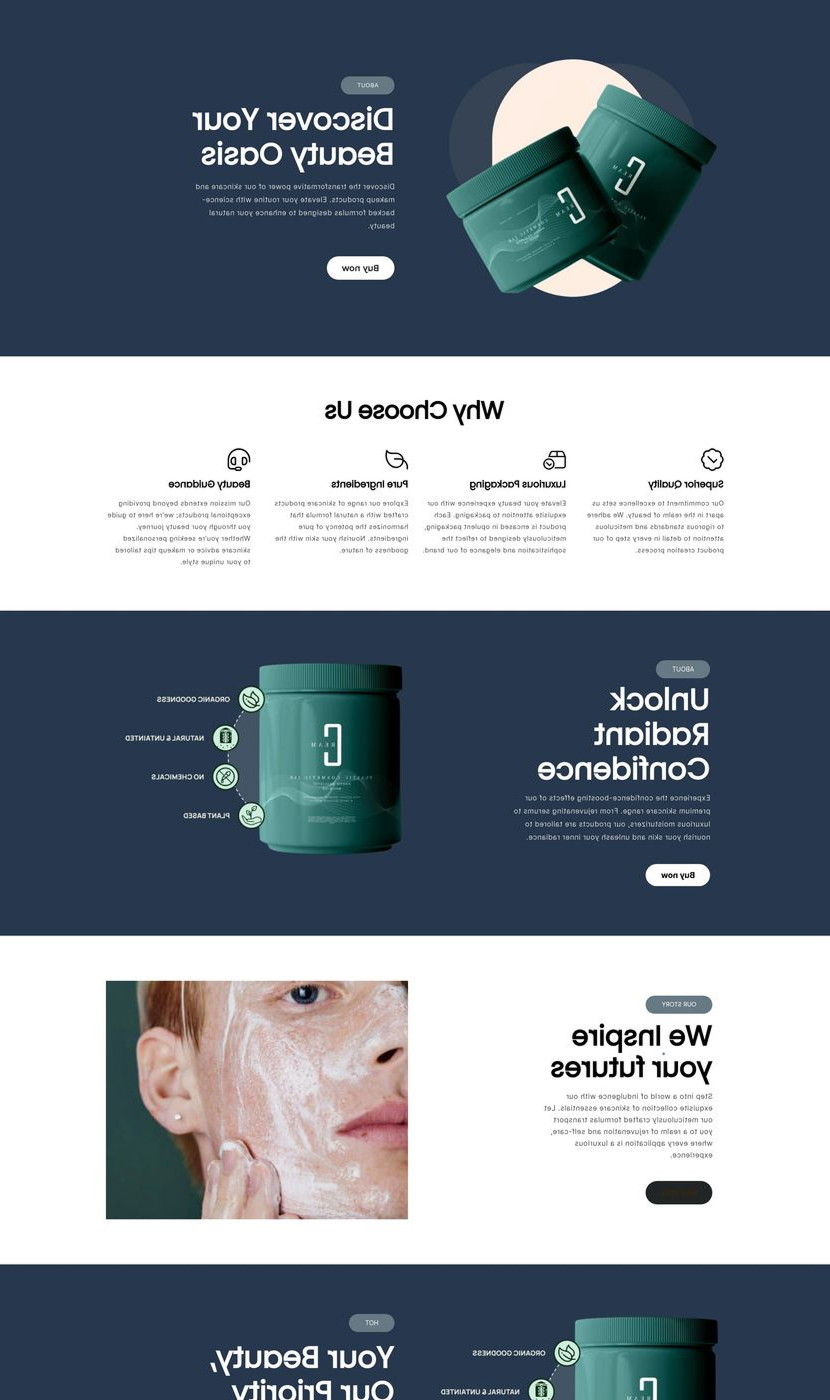 ABOUT
Discover Your
Beauty Oasis
Discover the transformative power of our skincare and
makeup products. Elevate your routine with science-
backed formulas designed to enhance your natural
beauty.
Buy now
CREAM
CREAM
Why Choose Us
Superior Quality
Our commitment to excellence sets us
apart in the realm of beauty. We adhere
to rigorous standards and meticulous
attention to detail in every step of our
product creation process.
Luxurious Packaging
Elevate your beauty experience with our
exquisite attention to packaging. Each
product is encased in opulent packaging,
meticulously designed to reflect the
sophistication and elegance of our brand.
Pure Ingredients
Explore our range of skincare products
crafted with a natural formula that
harmonizes the potency of pure
ingredients. Nourish your skin with the
goodness of nature.
Beauty Guidance
Our mission extends beyond providing
exceptional products; we're here to guide
you through your beauty journey.
Whether you're seeking personalized
skincare advice or makeup tips tailored
to your unique style.
ABOUT
Unlock
Radiant
Confidence
Experience the confidence-boosting effects of our
premium skincare range. From rejuvenating serums to
luxurious moisturizers, our products are tailored to
nourish your skin and unleash your inner radiance.
Buy now
CREAM
PLASTIC COSMETIC JAR
ORGANIC GOODNESS
NATURAL & UNTAINTED
NO CHEMICALS
PLANT BASED
OUR STORY
We Inspire
your futures
Step into a world of indulgence with our
exquisite collection of skincare essentials. Let
our meticulously crafted formulas transport
you to a realm of rejuvenation and self-care,
where every application is a luxurious
experience.
HOT
Your Beauty,
Our Priority
CREAM
ORGANIC GOODNESS
NATURAL & UNTAINTED